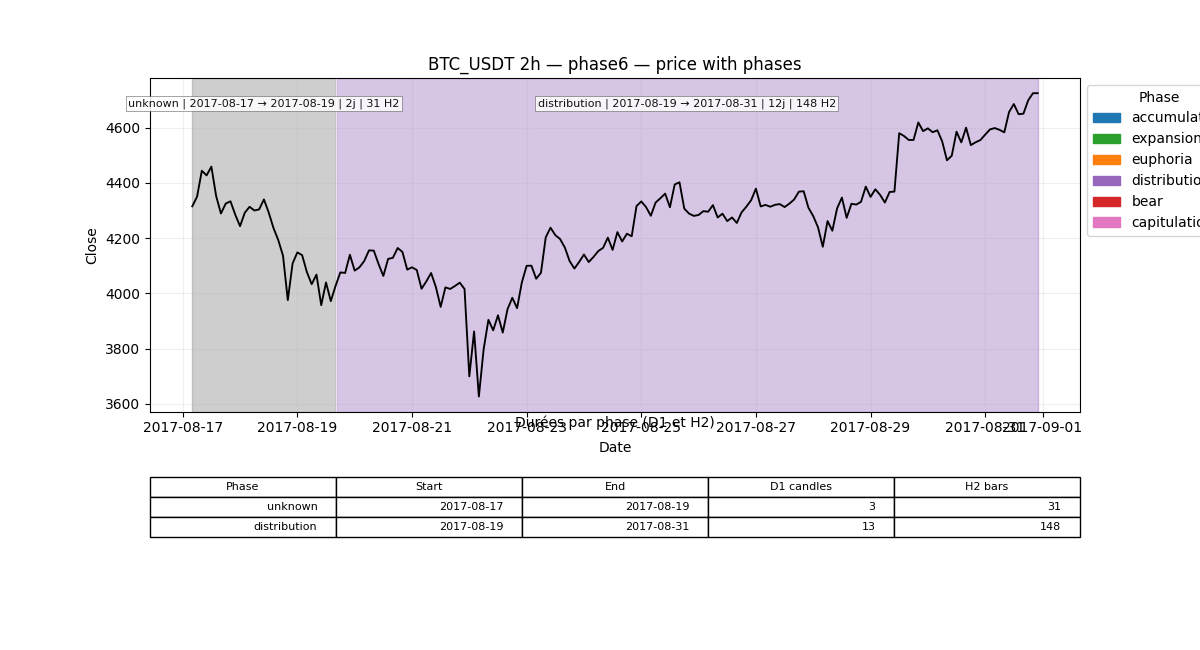 BTC_USDT 2h — phase6 — price with phases
unknown | 2017-08-17 → 2017-08-19 | 2j | 31 H2
distribution | 2017-08-19 → 2017-08-31 | 12j | 148 H2
Phase
accumulat
expansion
euphoria
distributio
bear
capitulatio
Close
4600
4400
4200
4000
3800
3600
2017-08-17
2017-08-19
2017-08-21
2017-08-23
2017-08-25
2017-08-27
2017-08-29
2017-08-31
2017-09-01
Durées par phase (D1 et H2)
Date
Phase Start End D1 candles H2 bars
unknown 2017-08-17 2017-08-19 3 31
distribution 2017-08-19 2017-08-31 13 148